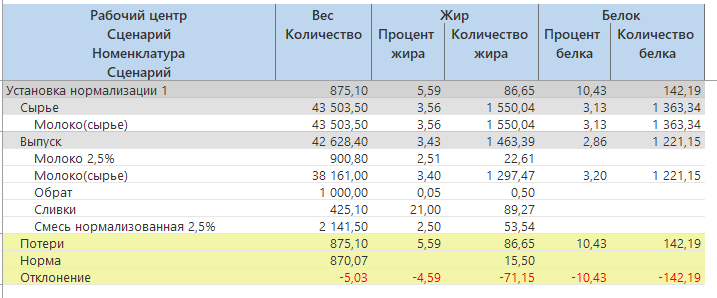 Рабочий центр Вес Жир Белок
Сценарий Количество Процент Количество Процент Количество
Номенклатура жира жира белка белка
Сценарий
Установка нормализации 1 875,10 5,59 86,65 10,43 142,19
Сырье 43 503,50 3,56 1 550,04 3,13 1 363,34
Молоко(сырье) 43 503,50 3,56 1 550,04 3,13 1 363,34
Выпуск 42 628,40 3,43 1 463,39 2,86 1 221,15
Молоко 2,5% 900,80 2,51 22,61
Молоко(сырье) 38 161,00 3,40 1 297,47 3,20 1 221,15
Обрат 1 000,00 0,05 0,50
Сливки 425,10 21,00 89,27
Смесь нормализованная 2,5% 2 141,50 2,50 53,54
Потери 875,10 5,59 86,65 10,43 142,19
Норма 870,07 15,50
Отклонение -5,03 -4,59 -71,15 -10,43 -142,19